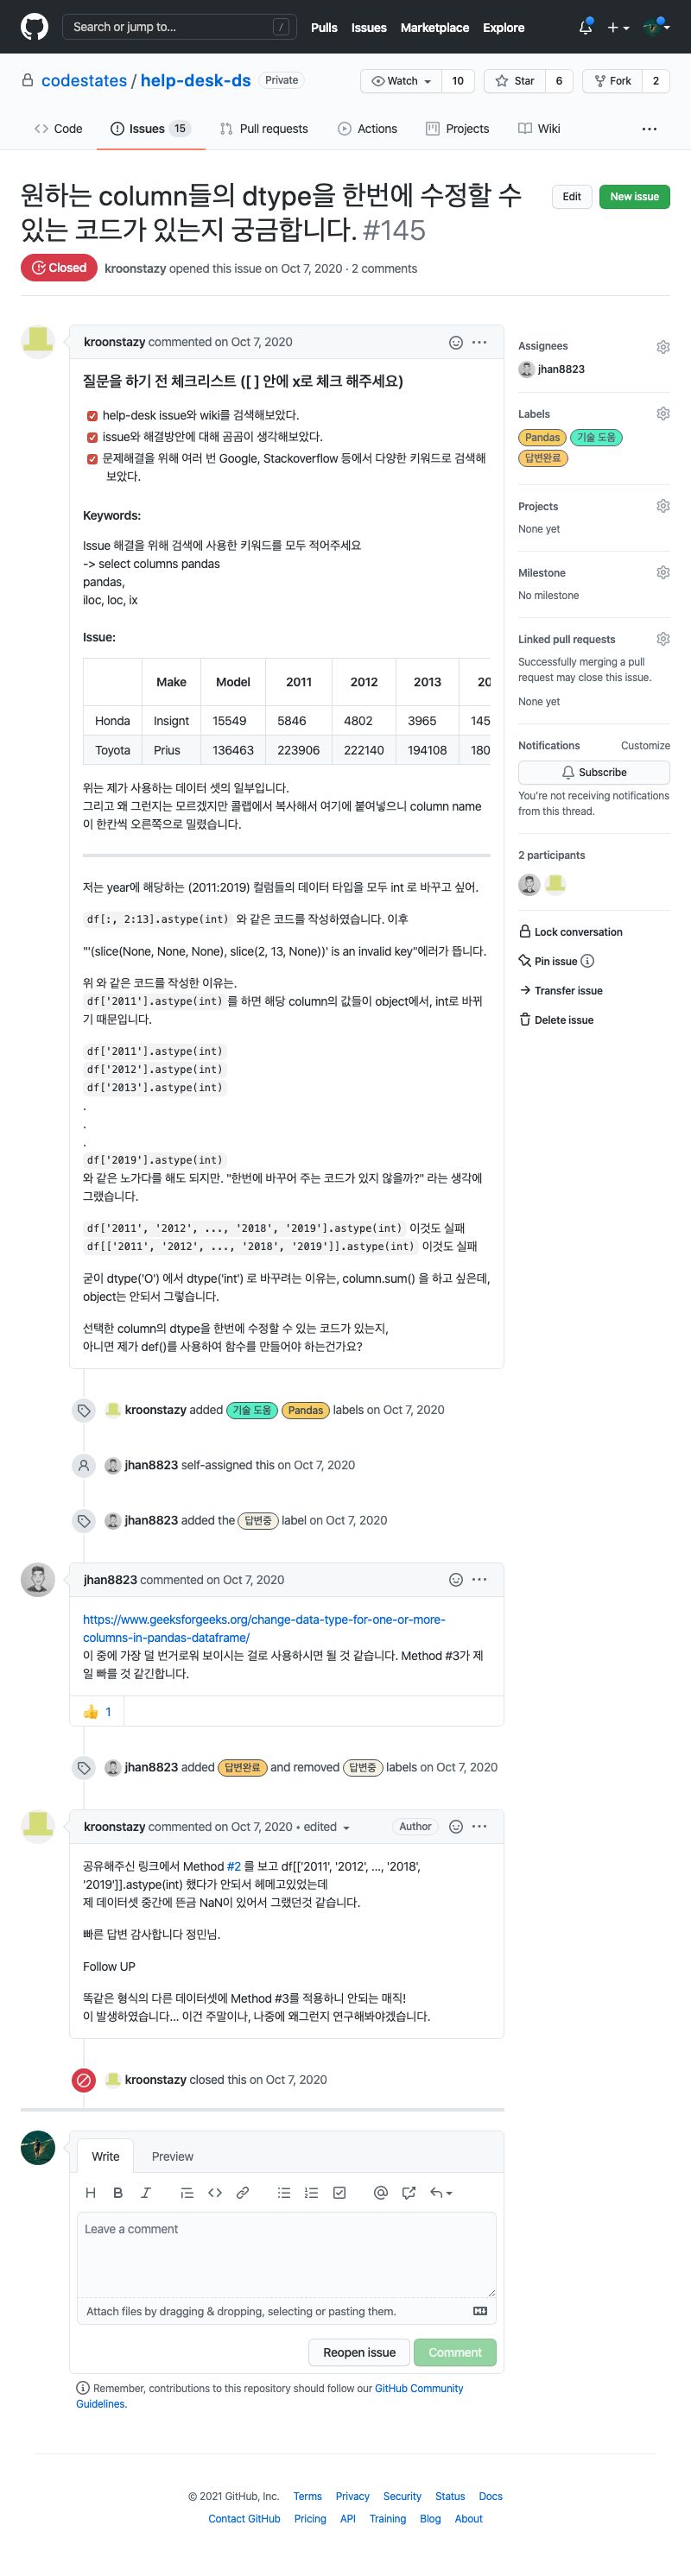 Search or jump to... /
Pulls Issues Marketplace Explore
codestates / help-desk-ds Private
Watch 10 Star 6 Fork 2
Code Issues 15 Pull requests Actions Projects Wiki
원하는 column들의 dtype을 한번에 수정할 수
있는 코드가 있는지 궁금합니다. #145
Edit New issue
Closed kroonstazy opened this issue on Oct 7, 2020 · 2 comments
kroonstazy commented on Oct 7, 2020
질문을 하기 전 체크리스트 ([ ] 안에 x로 체크 해주세요)
help-desk issue와 wiki를 검색해보았다.
issue와 해결방안에 대해 곰곰이 생각해보았다.
문제해결을 위해 여러 번 Google, Stackoverflow 등에서 다양한 키워드로 검색해
보았다.
Keywords:
Issue 해결을 위해 검색에 사용한 키워드를 모두 적어주세요
-> select columns pandas
pandas,
iloc, loc, ix
Issue:
Make Model 2011 2012 2013 20
Honda Insignt 15549 5846 4802 3965 145
Toyota Prius 136463 223906 222140 194108 180
위는 제가 사용하는 데이터 셋의 일부입니다.
그리고 왜 그런지는 모르겠지만 콜랩에서 복사해서 여기에 붙여넣으니 column name
이 한칸씩 오른쪽으로 밀렸습니다.
저는 year에 해당하는 (2011:2019) 컬럼들의 데이터 타입을 모두 int 로 바꾸고 싶어.
df[:, 2:13].astype(int) 와 같은 코드를 작성하였습니다. 이후
"'(slice(None, None, None), slice(2, 13, None))' is an invalid key"에러가 뜹니다.
위 와 같은 코드를 작성한 이유는.
df['2011'].astype(int) 를 하면 해당 column의 값들이 object에서, int로 바뀌
기 때문입니다.
df['2011'].astype(int)
df['2012'].astype(int)
df['2013'].astype(int)
.
.
.
df['2019'].astype(int)
와 같은 노가다를 해도 되지만. "한번에 바꾸어 주는 코드가 있지 않을까?" 라는 생각에
그랬습니다.
df['2011', '2012', ..., '2018', '2019'].astype(int) 이것도 실패
df[['2011', '2012', ..., '2018', '2019']].astype(int) 이것도 실패
굳이 dtype('O') 에서 dtype('int') 로 바꾸려는 이유는, column.sum() 을 하고 싶은데,
object는 안되서 그렇습니다.
선택한 column의 dtype을 한번에 수정할 수 있는 코드가 있는지,
아니면 제가 def()를 사용하여 함수를 만들어야 하는건가요?
Assignees
jhan8823
Labels
Pandas 기술 도움
답변완료
Projects
None yet
Milestone
No milestone
Linked pull requests
Successfully merging a pull
request may close this issue.
None yet
Notifications Customize
Subscribe
You're not receiving notifications
from this thread.
2 participants
Lock conversation
Pin issue
Transfer issue
Delete issue
kroonstazy added 기술 도움 Pandas labels on Oct 7, 2020
jhan8823 self-assigned this on Oct 7, 2020
jhan8823 added the 답변중 label on Oct 7, 2020
jhan8823 commented on Oct 7, 2020
https://www.geeksforgeeks.org/change-data-type-for-one-or-more-
columns-in-pandas-dataframe/
이 중에 가장 덜 번거로워 보이시는 걸로 사용하시면 될 것 같습니다. Method #3가 제
일 빠를 것 같긴합니다.
👍 1
jhan8823 added 답변완료 and removed 답변중 labels on Oct 7, 2020
kroonstazy commented on Oct 7, 2020 • edited Author
공유해주신 링크에서 Method #2 를 보고 df[['2011', '2012', ..., '2018',
'2019']].astype(int) 했다가 안되서 헤메고있었는데
제 데이터셋 중간에 뜬금 NaN이 있어서 그랬던것 같습니다.
빠른 답변 감사합니다 정민님.
Follow UP
똑같은 형식의 다른 데이터셋에 Method #3를 적용하니 안되는 매직!
이 발생하였습니다... 이건 주말이나, 나중에 왜그런지 연구해봐야겠습니다.
kroonstazy closed this on Oct 7, 2020
Write Preview
Leave a comment
Attach files by dragging & dropping, selecting or pasting them.
Reopen issue Comment
Remember, contributions to this repository should follow our GitHub Community
Guidelines.
© 2021 GitHub, Inc. Terms Privacy Security Status Docs
Contact GitHub Pricing API Training Blog About